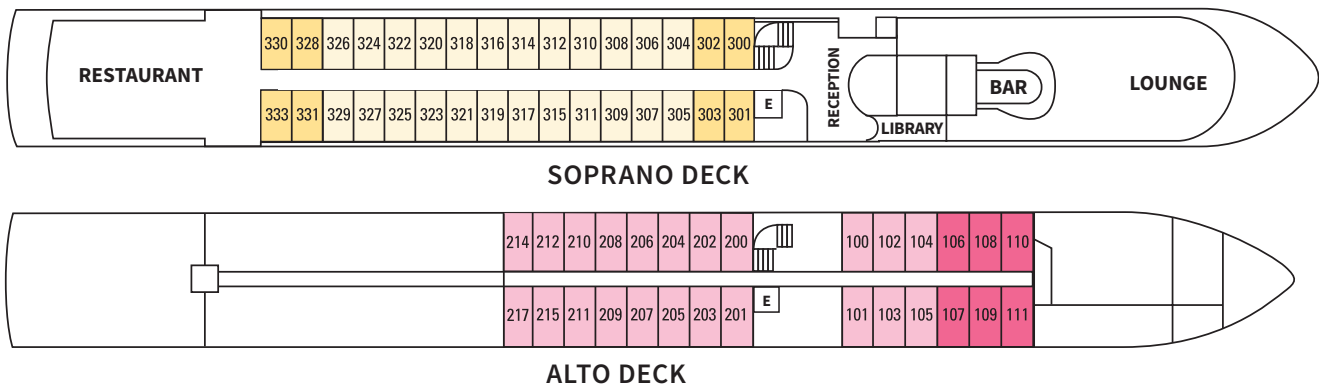 330 328 326 324 322 320 318 316 314 312 310 308 306 304 302 300
RESTAURANT
RECEPTION
BAR
LOUNGE
333 331 329 327 325 323 321 319 317 315 311 309 307 305 303 301
E
LIBRARY
SOPRANO DECK
214 212 210 208 206 204 202 200
100 102 104 106 108 110
E
217 215 211 209 207 205 203 201
101 103 105 107 109 111
ALTO DECK